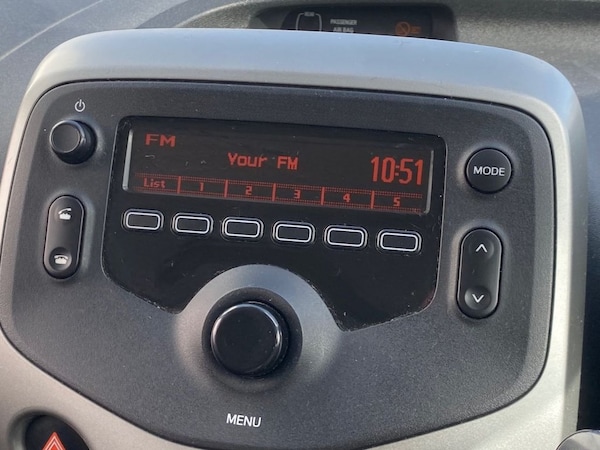 PASSENGER
AIR BAG
FM
Your FM
10:51
List 1 2 3 4 5
MODE
MENU